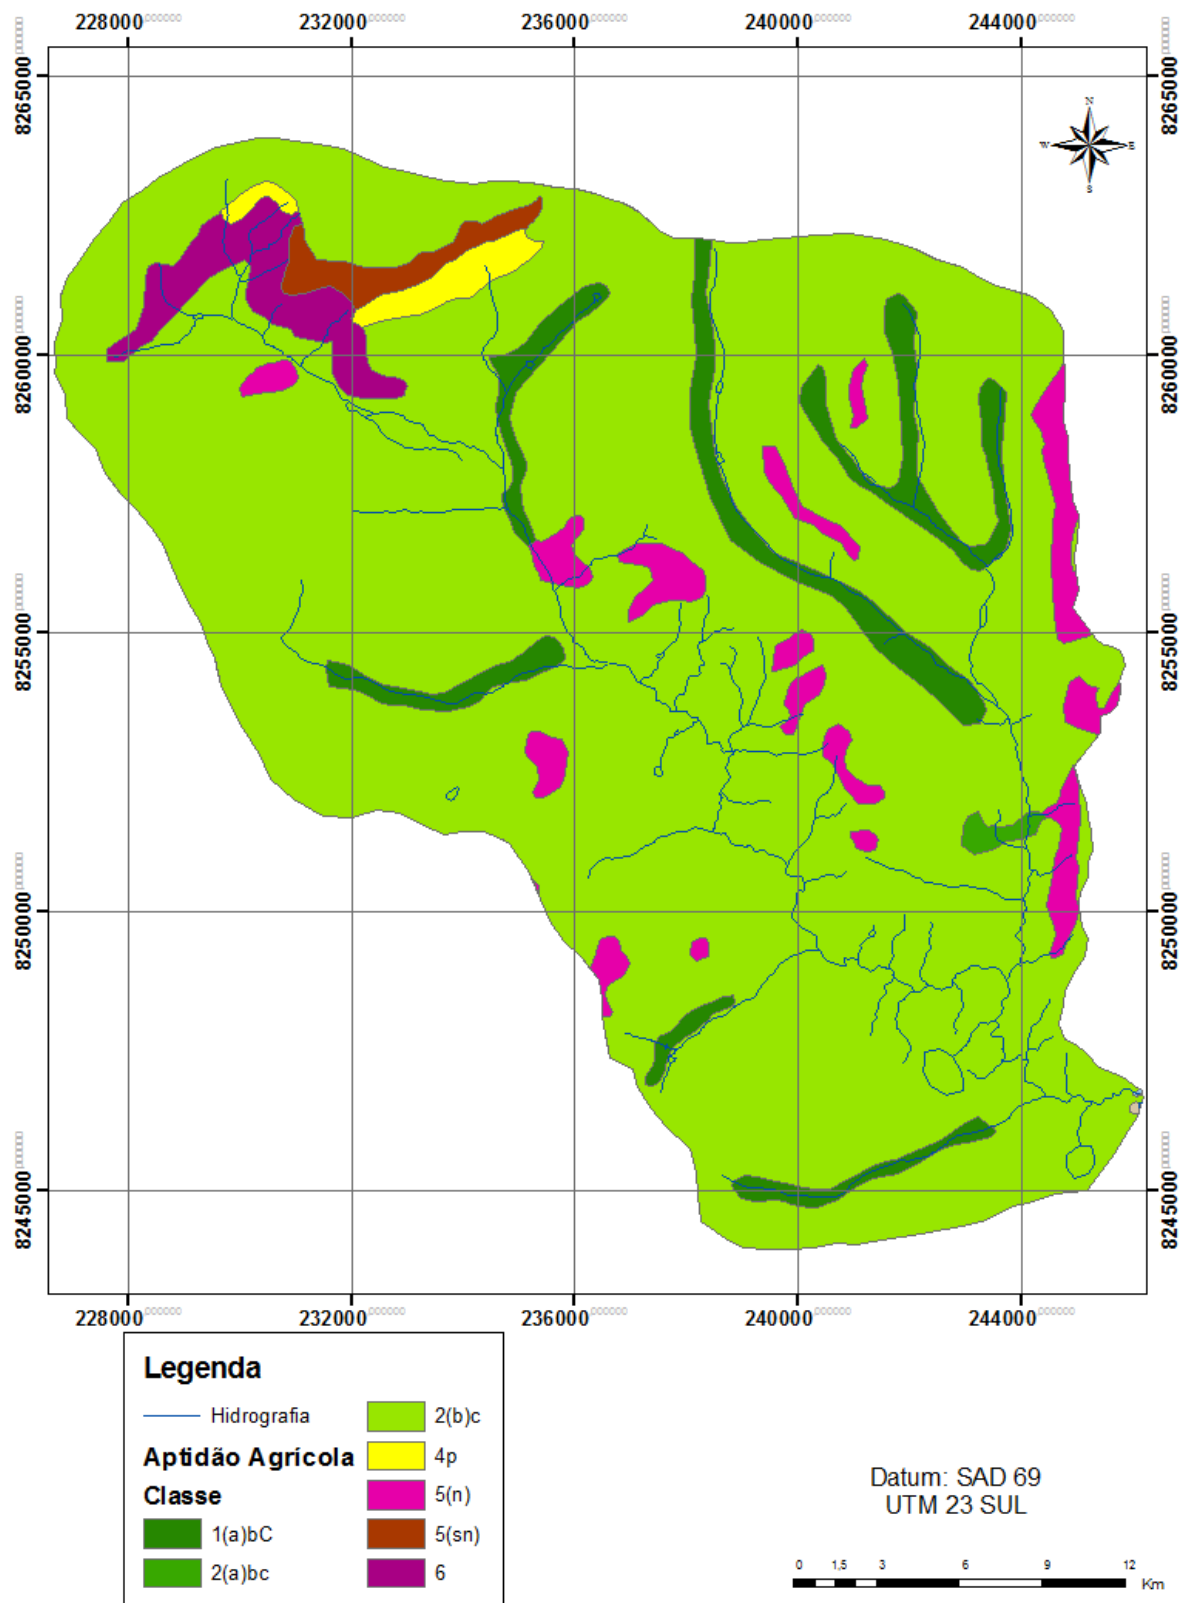 228000 232000 236000 240000 244000
8265000 8265000
N
W E
S
8260000 8260000
8255000 8255000
8250000 8250000
8245000 8245000
228000 232000 236000 240000 244000
Legenda
Hidrografia
Aptidão Agrícola
Classe
1(a)bC
2(a)bc
2(b)c
4p
5(n)
5(sn)
6
Datum: SAD 69
UTM 23 SUL
0 1,5 3 6 9 12
Km